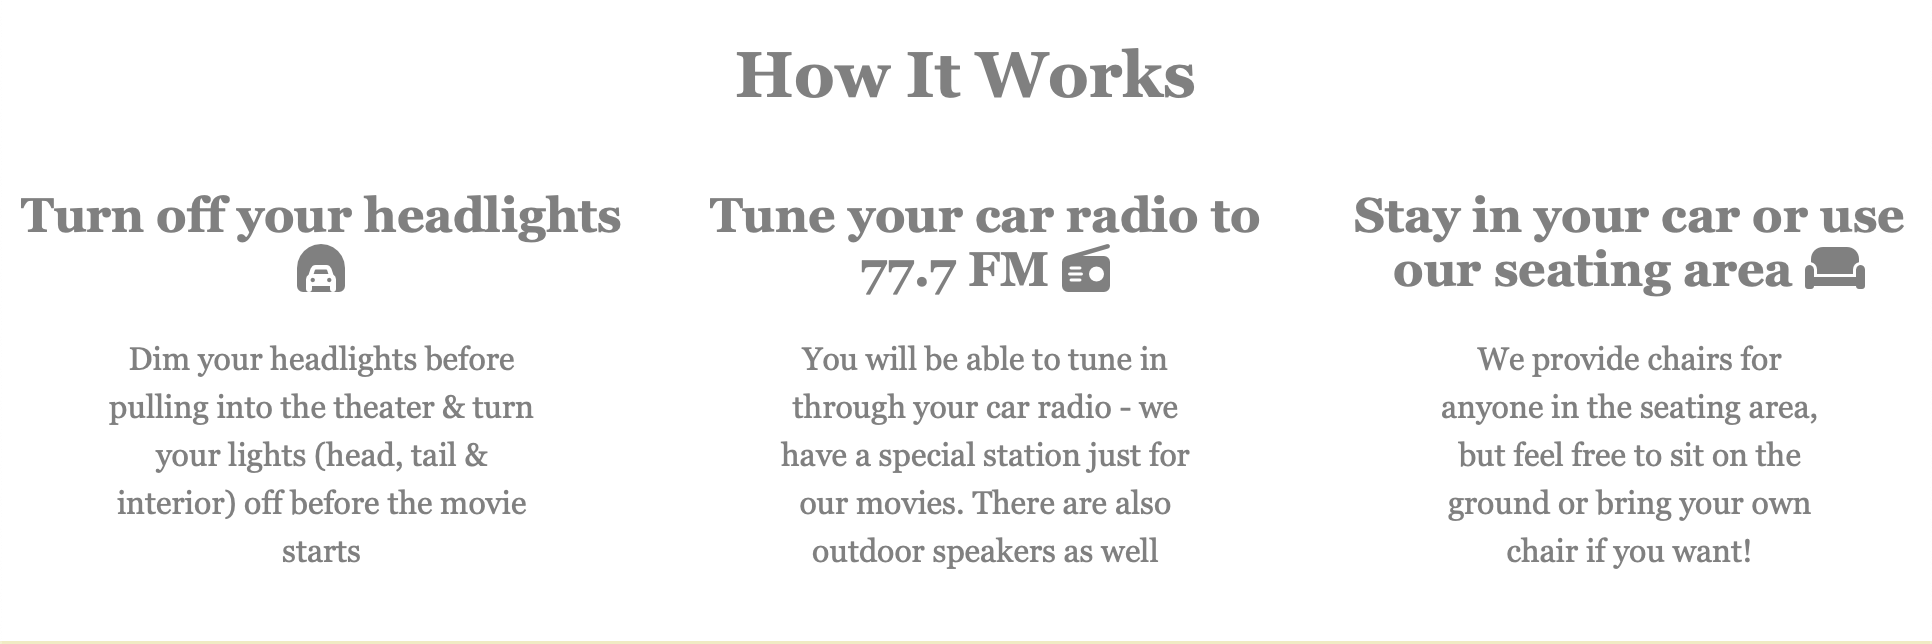 How It Works
Turn off your headlights
Dim your headlights before
pulling into the theater & turn
your lights (head, tail &
interior) off before the movie
starts
Tune your car radio to
77.7 FM
You will be able to tune in
through your car radio - we
have a special station just for
our movies. There are also
outdoor speakers as well
Stay in your car or use
our seating area
We provide chairs for
anyone in the seating area,
but feel free to sit on the
ground or bring your own
chair if you want!